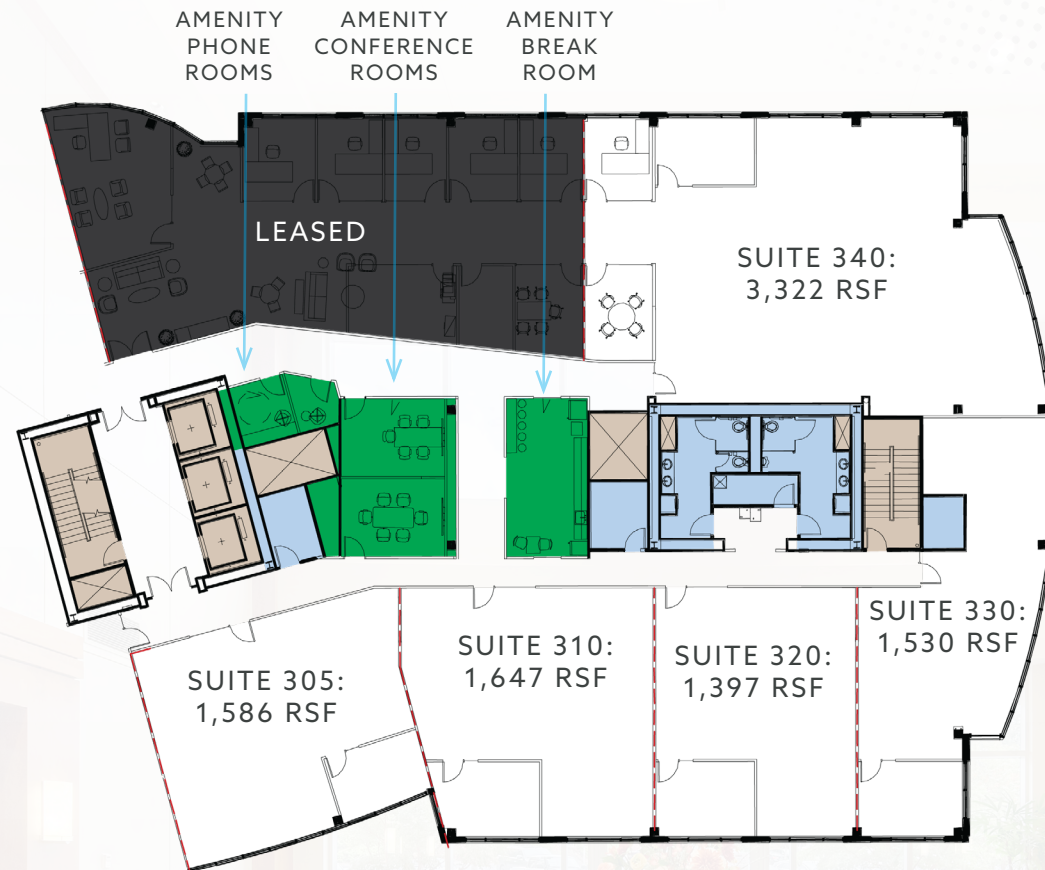 AMENITY
PHONE
ROOMS
AMENITY
CONFERENCE
ROOMS
AMENITY
BREAK
ROOM
LEASED
SUITE 340:
3,322 RSF
SUITE 305:
1,586 RSF
SUITE 310:
1,647 RSF
SUITE 320:
1,397 RSF
SUITE 330:
1,530 RSF